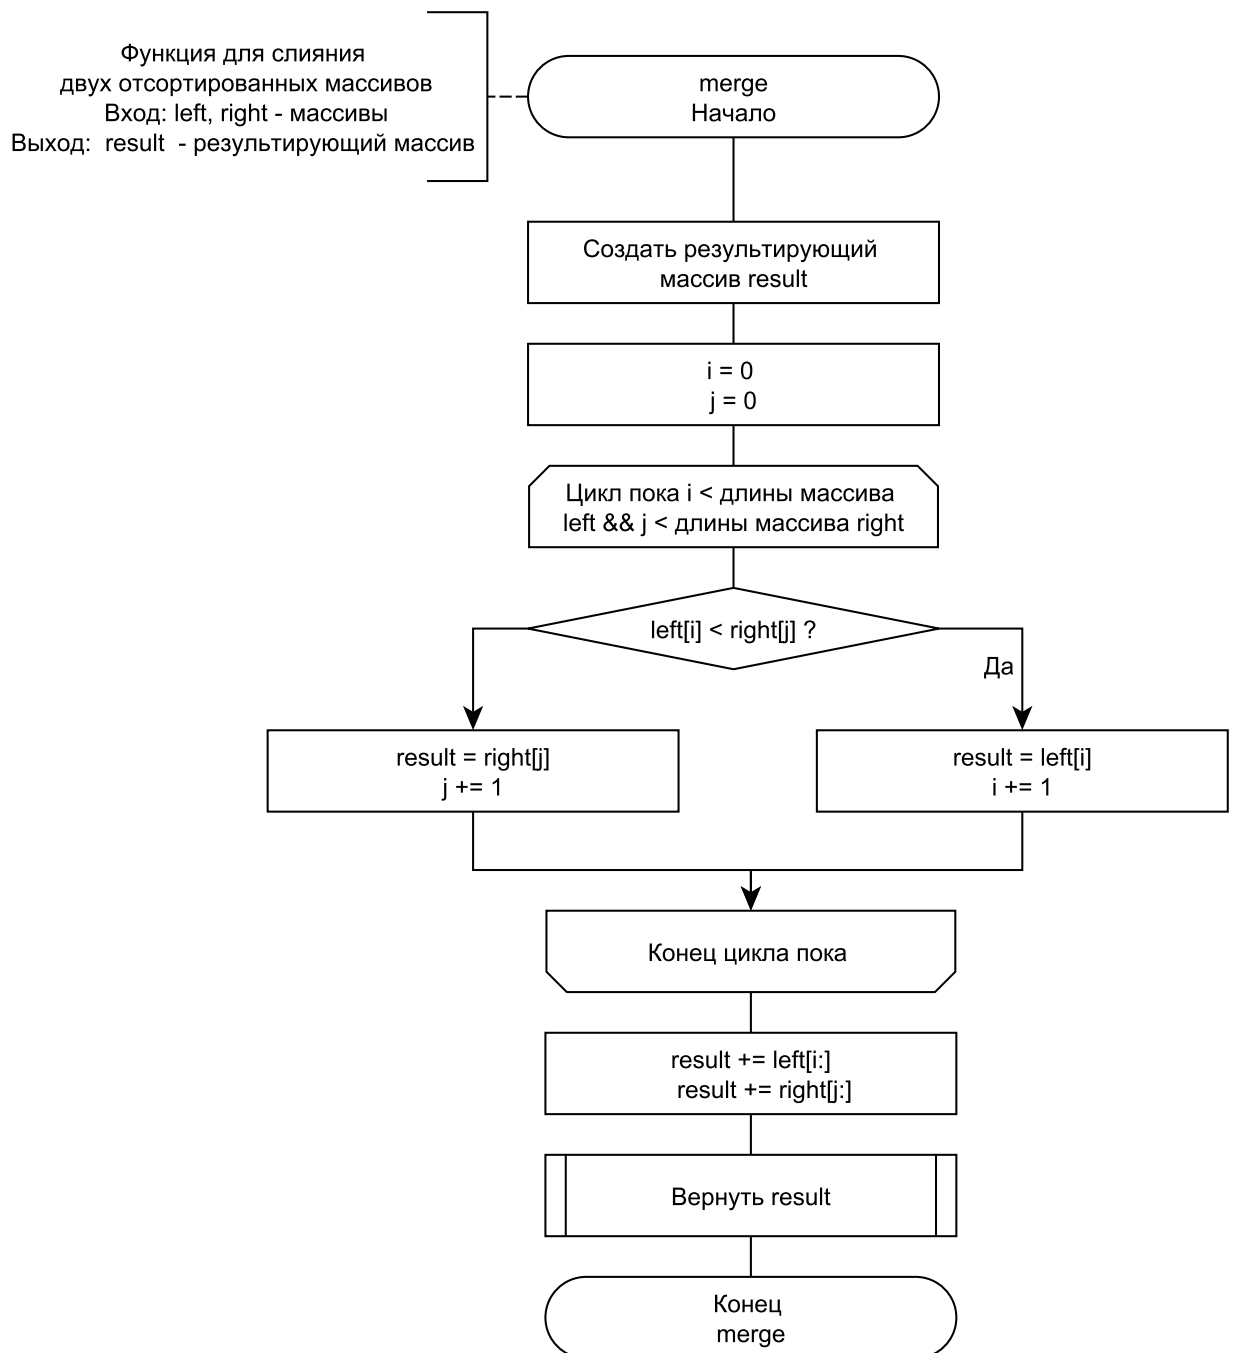 Функция для слияния
двух отсортированных массивов
Вход: left, right - массивы
Выход:  result  - результирующий массив
merge
Начало
Создать результирующий
массив result
i = 0
j = 0
Цикл пока i < длины массива
left && j < длины массива right
left[i] < right[j] ?
Да
result = right[j]
j += 1
result = left[i]
i += 1
Конец цикла пока
result += left[i:]
result += right[j:]
Вернуть result
Конец
merge